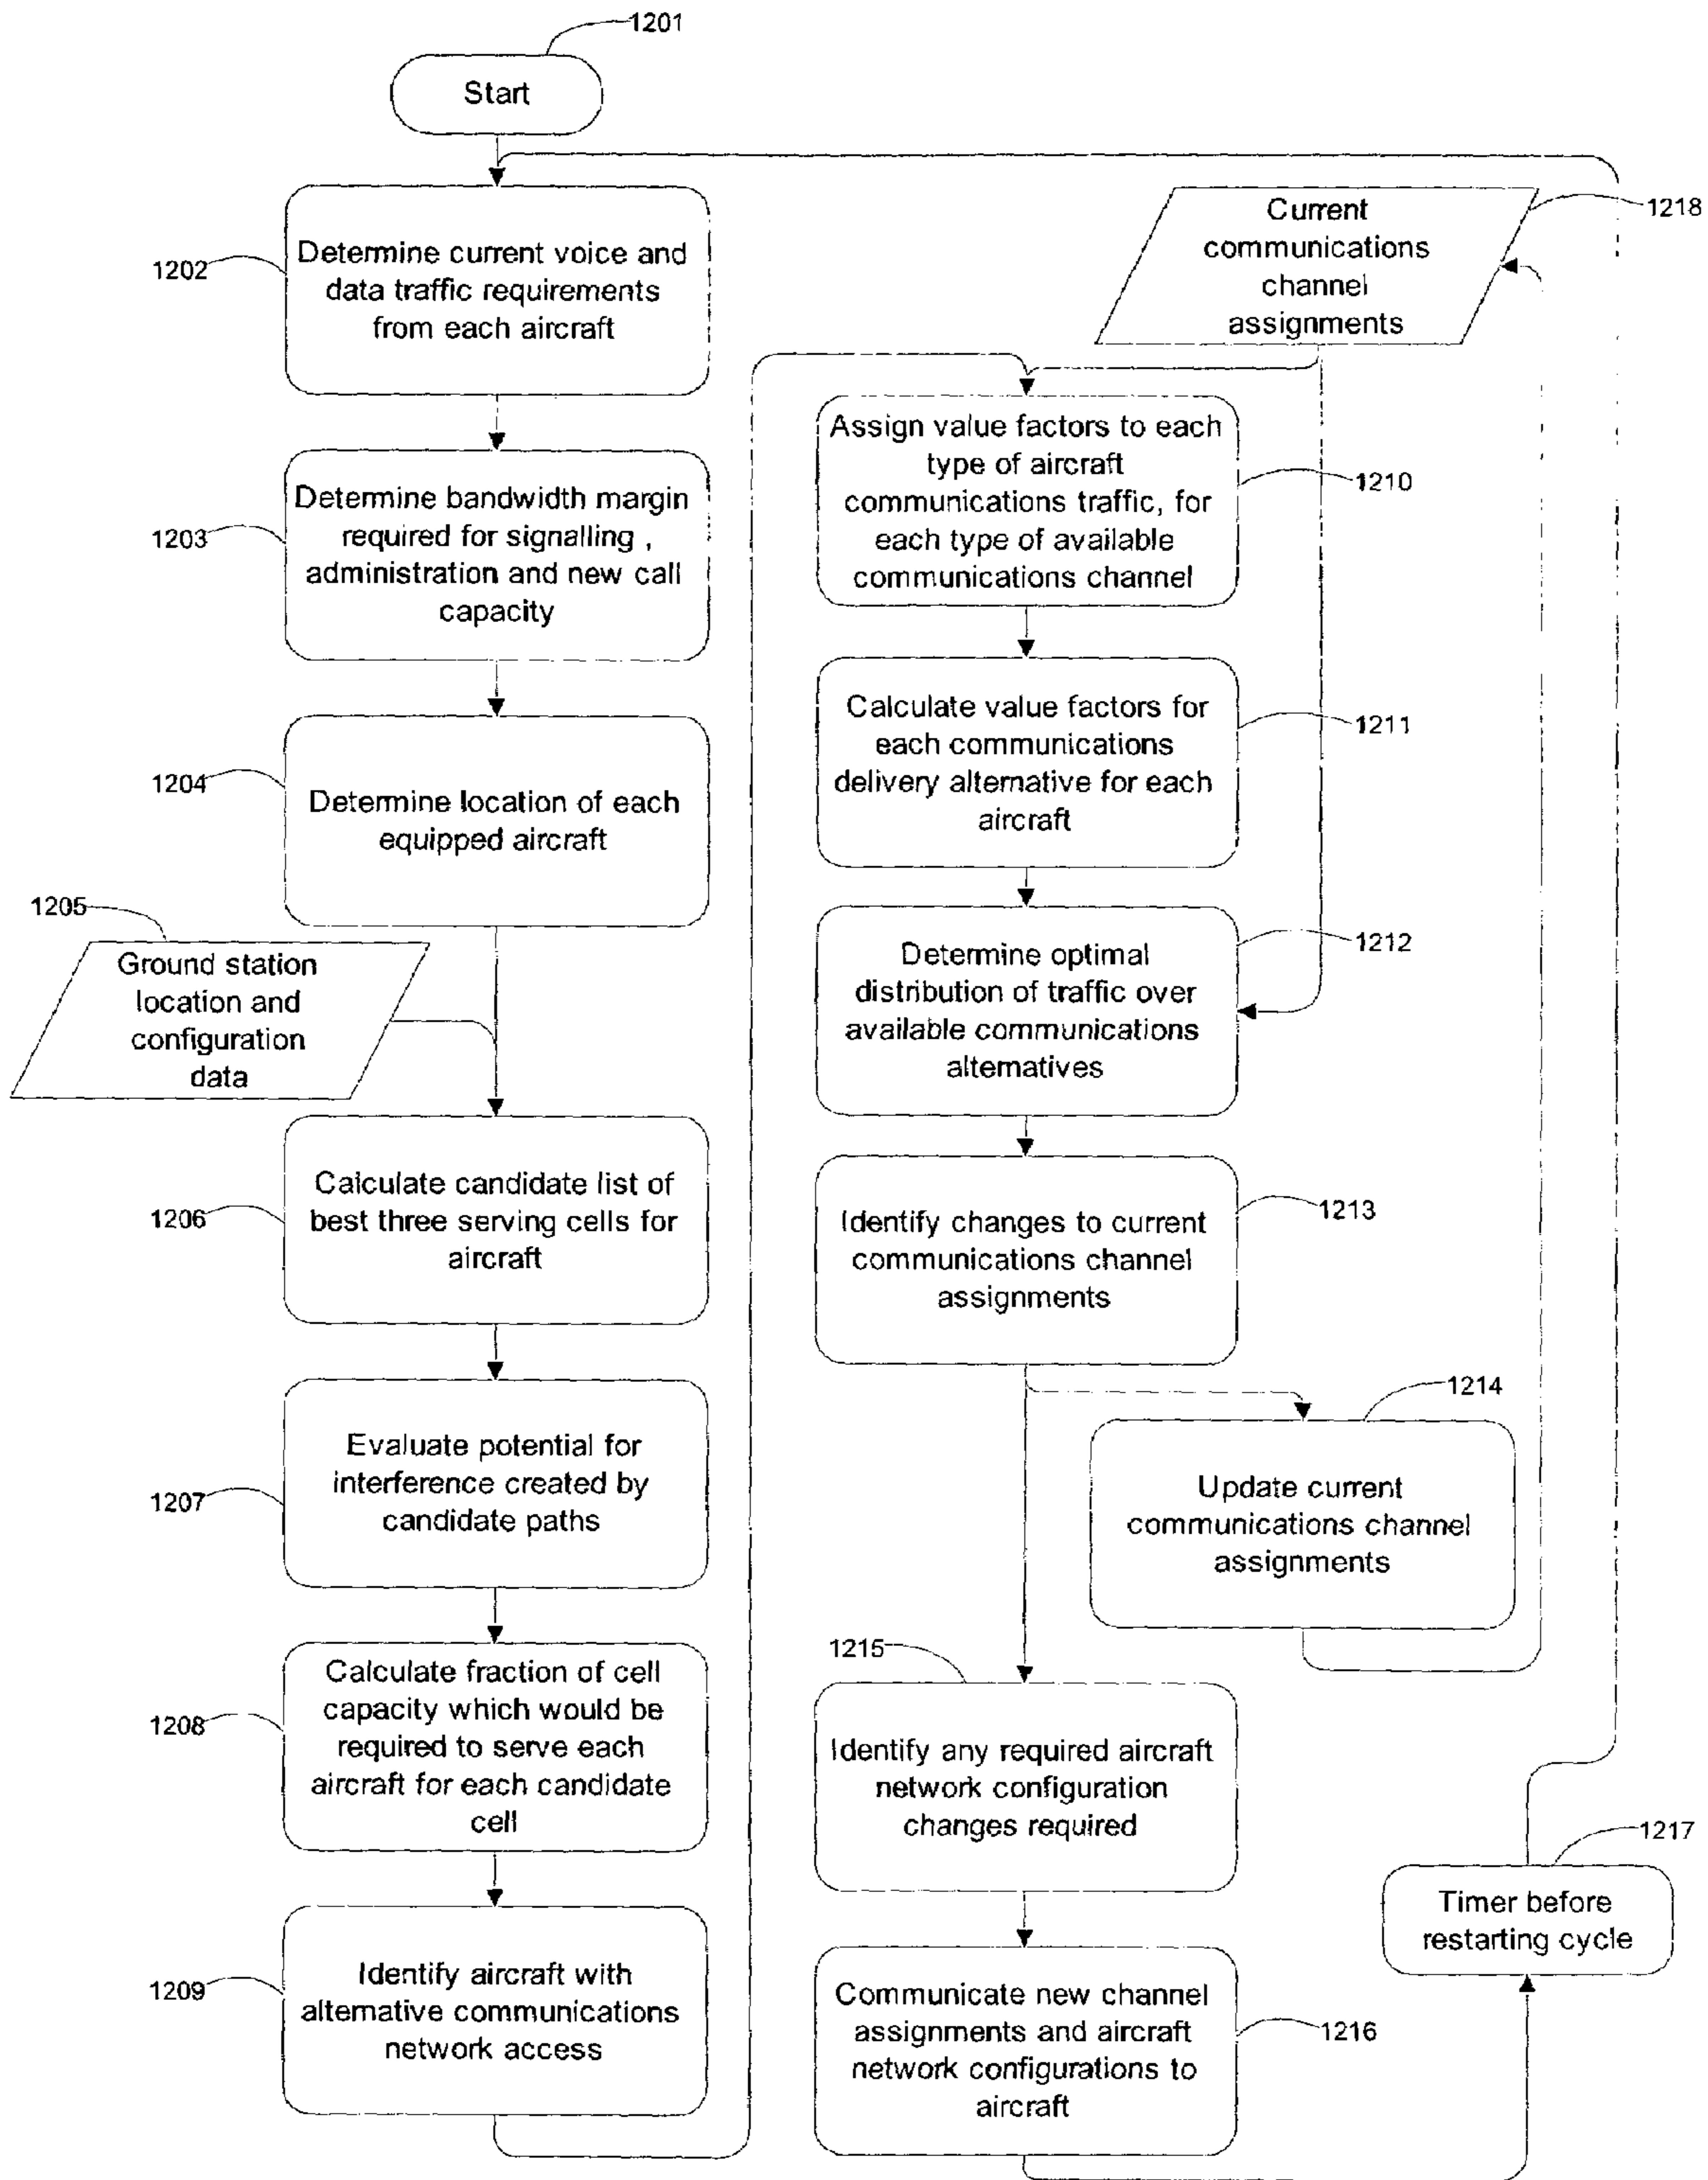 1201
Start
1202
Determine current voice and
data traffic requirements
from each aircraft
1203
Determine bandwidth margin
required for signalling ,
administration and new call
capacity
1204
Determine location of each
equipped aircraft
1205
Ground station
location and
configuration
data
1206
Calculate candidate list of
best three serving cells for
aircraft
1207
Evaluate potential for
interference created by
candidate paths
1208
Calculate fraction of cell
capacity which would be
required to serve each
aircraft for each candidate
cell
1209
Identify aircraft with
alternative communications
network access
1218
Current
communications
channel
assignments
Assign value factors to each
type of aircraft
communications traffic, for
each type of available
communications channel
1210
Calculate value factors for
each communications
delivery alternative for each
aircraft
1211
Determine optimal
distribution of traffic over
available communications
alternatives
1212
Identify changes to current
communications channel
assignments
1213
1214
Update current
communications channel
assignments
1215
Identify any required aircraft
network configuration
changes required
Communicate new channel
assignments and aircraft
network configurations to
aircraft
1216
1217
Timer before
restarting cycle